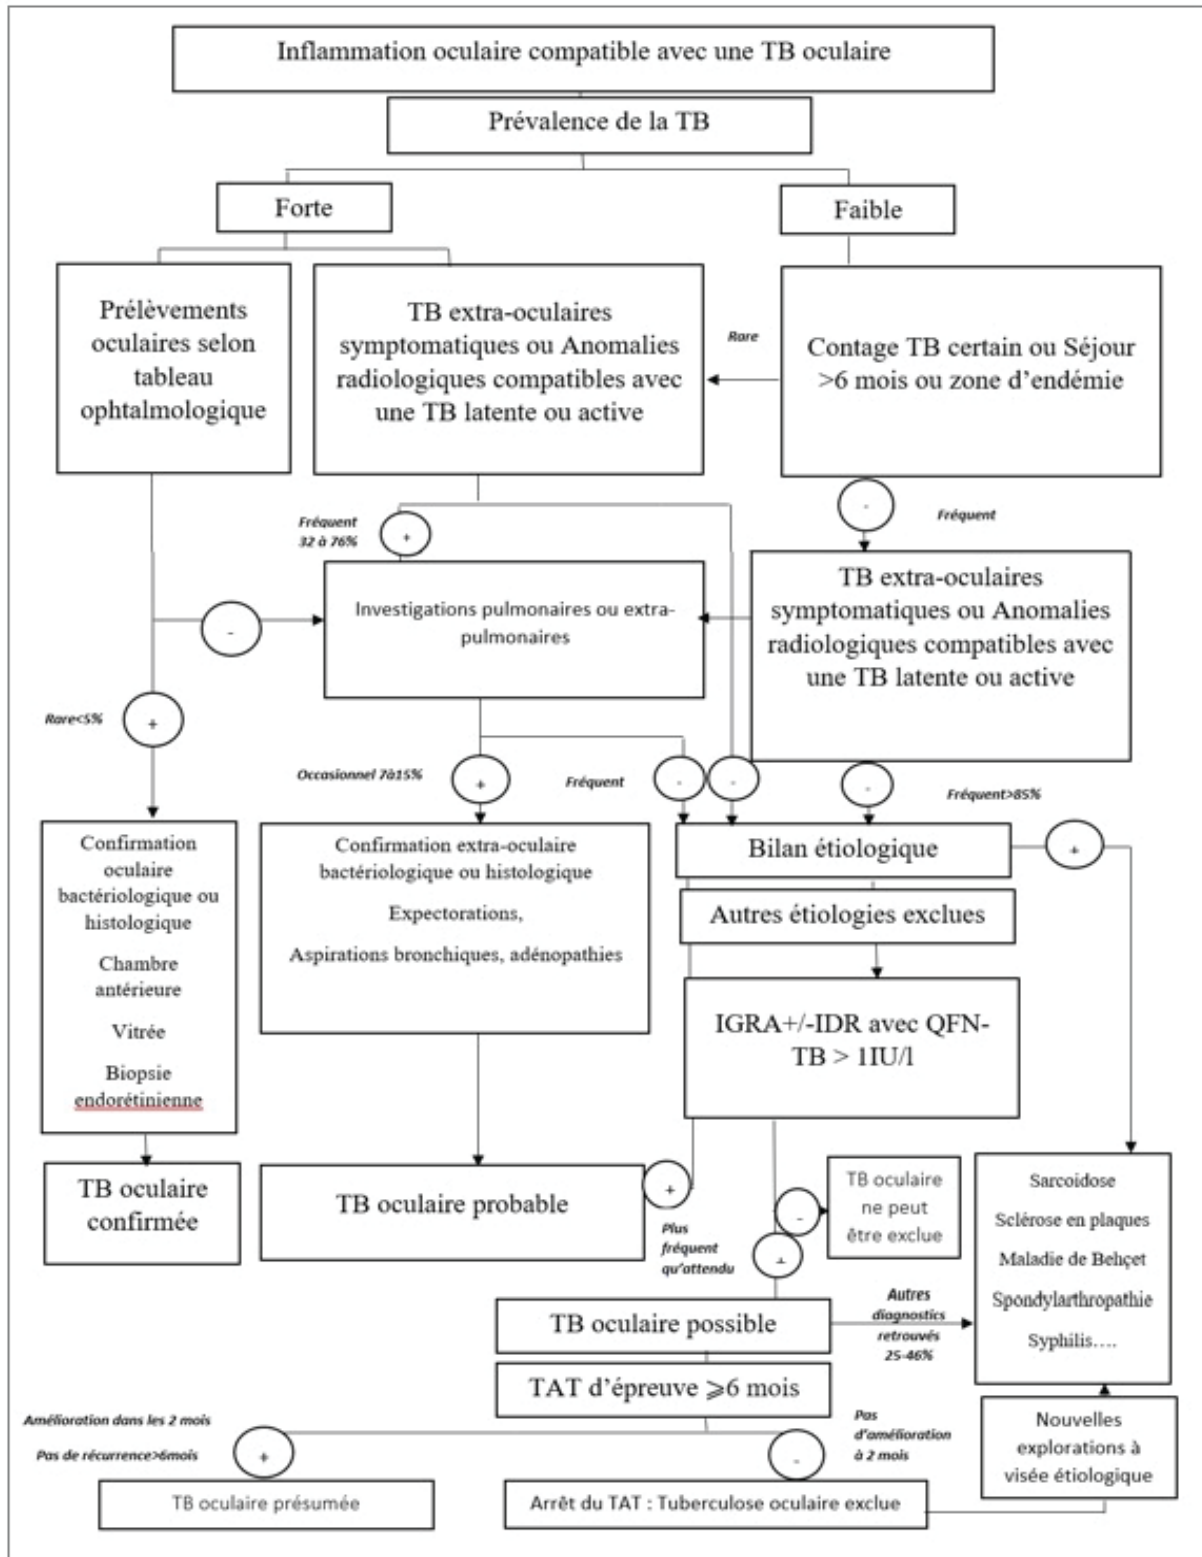 Inflammation oculaire compatible avec une TB oculaire
Prévalence de la TB
Forte
Faible
Prélèvements
oculaires selon
tableau
ophtalmologique
TB extra-oculaires
symptomatiques ou Anomalies
radiologiques compatibles avec
une TB latente ou active
Rare
Contage TB certain ou Séjour
>6 mois ou zone d'endémie
-
Fréquent
Fréquent
32 à 76%
+
Investigations pulmonaires ou extra-
pulmonaires
-
TB extra-oculaires
symptomatiques ou Anomalies
radiologiques compatibles avec
une TB latente ou active
Rare<5%
+
Occasionnel 7à15%
+
Fréquent
-
-
-
Fréquent>85%
Confirmation
oculaire
bactériologique ou
histologique
Chambre
antérieure
Vitrée
Biopsie
endorétinienne
Confirmation extra-oculaire
bactériologique ou histologique
Expectorations,
Aspirations bronchiques, adénopathies
Bilan étiologique
+
Autres étiologies exclues
IGRA+/-IDR avec QFN-
TB > 1IU/l
TB oculaire
confirmée
TB oculaire probable
+
Plus
fréquent
qu'attendu
-
+
TB oculaire
ne peut
être exclue
Sarcoidose
Sclérose en plaques
Maladie de Behçet
Spondylarthropathie
Syphilis….
TB oculaire possible
Autres
diagnostics
retrouvés
25-46%
TAT d'épreuve ⩾6 mois
Amélioration dans les 2 mois
Pas de récurrence>6mois
+
-
Pas
d'amélioration
à 2 mois
Nouvelles
explorations à
visée étiologique
TB oculaire présumée
Arrêt du TAT : Tuberculose oculaire exclue